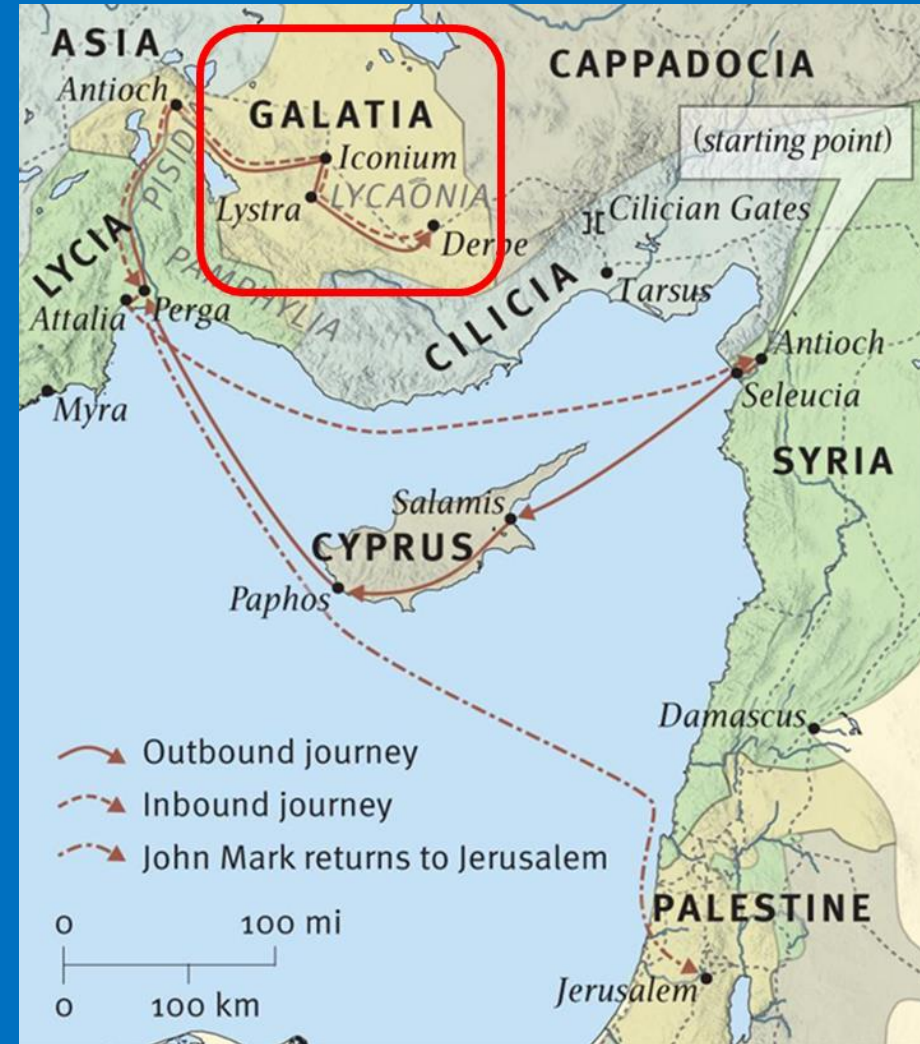 ASIA
Antioch
GALATIA
CAPPADOCIA
(starting point)
PISID
Iconium
LYCAONIA
Lystra
Derbe
Cilician Gates
LYCIA
PAMPHYLIA
CILICIA
Tarsus
Attalia
Perga
Antioch
Seleucia
Myra
SYRIA
Salamis
CYPRUS
Paphos
Damascus
Outbound journey
Inbound journey
John Mark returns to Jerusalem
0 100 mi
0 100 km
PALESTINE
Jerusalem